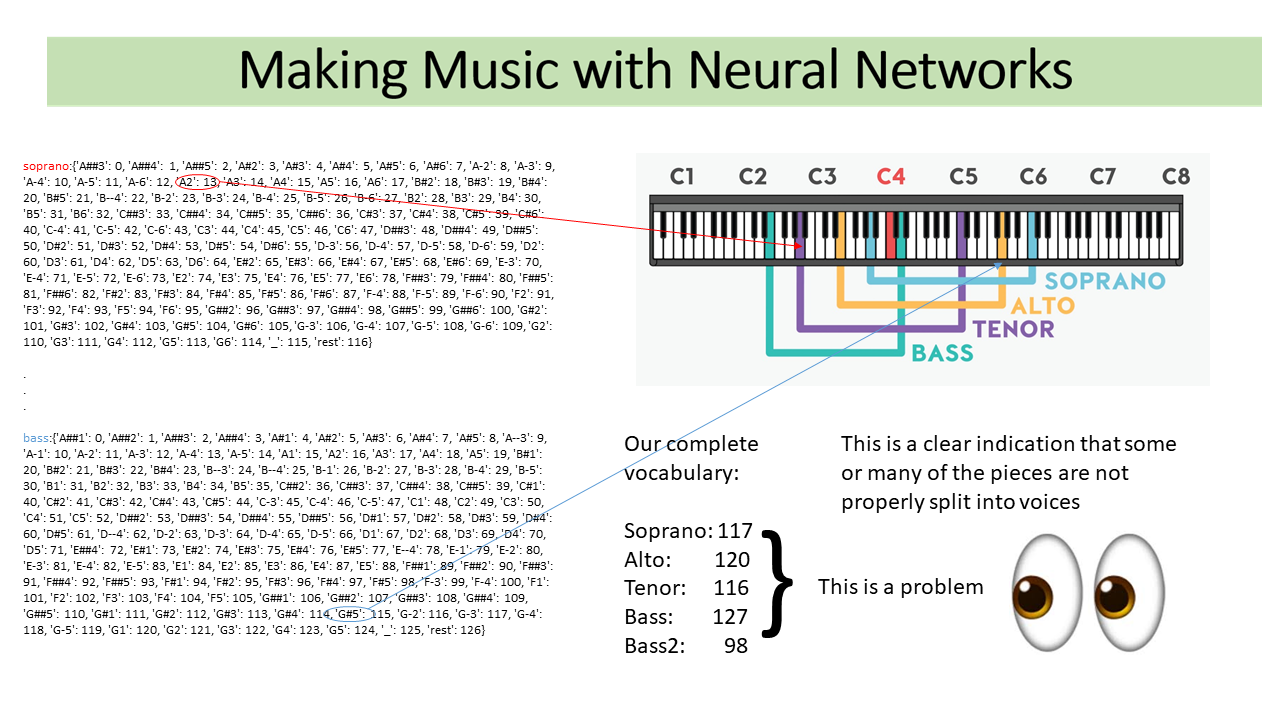 Making Music with Neural Networks
soprano:{'A##3': 0, 'A##4': 1, 'A##5': 2, 'A#2': 3, 'A#3': 4, 'A#4': 5, 'A#5': 6, 'A#6': 7, 'A-2': 8, 'A-3': 9,
'A-4': 10, 'A-5': 11, 'A-6': 12, 'A2': 13, 'A3': 14, 'A4': 15, 'A5': 16, 'A6': 17, 'B#2': 18, 'B#3': 19, 'B#4':
20, 'B#5': 21, 'B--4': 22, 'B-2': 23, 'B-3': 24, 'B-4': 25, 'B-5': 26, 'B-6': 27, 'B2': 28, 'B3': 29, 'B4': 30,
'B5': 31, 'B6': 32, 'C##3': 33, 'C##4': 34, 'C##5': 35, 'C##6': 36, 'C#3': 37, 'C#4': 38, 'C#5': 39, 'C#6':
40, 'C-4': 41, 'C-5': 42, 'C-6': 43, 'C3': 44, 'C4': 45, 'C5': 46, 'C6': 47, 'D##3': 48, 'D##4': 49, 'D##5':
50, 'D#2': 51, 'D#3': 52, 'D#4': 53, 'D#5': 54, 'D#6': 55, 'D-3': 56, 'D-4': 57, 'D-5': 58, 'D-6': 59, 'D2':
60, 'D3': 61, 'D4': 62, 'D5': 63, 'D6': 64, 'E#2': 65, 'E#3': 66, 'E#4': 67, 'E#5': 68, 'E#6': 69, 'E-3': 70,
'E-4': 71, 'E-5': 72, 'E-6': 73, 'E2': 74, 'E3': 75, 'E4': 76, 'E5': 77, 'E6': 78, 'F##3': 79, 'F##4': 80, 'F##5':
81, 'F##6': 82, 'F#2': 83, 'F#3': 84, 'F#4': 85, 'F#5': 86, 'F#6': 87, 'F-4': 88, 'F-5': 89, 'F-6': 90, 'F2': 91,
'F3': 92, 'F4': 93, 'F5': 94, 'F6': 95, 'G##2': 96, 'G##3': 97, 'G##4': 98, 'G##5': 99, 'G##6': 100, 'G#2':
101, 'G#3': 102, 'G#4': 103, 'G#5': 104, 'G#6': 105, 'G-3': 106, 'G-4': 107, 'G-5': 108, 'G-6': 109, 'G2':
110, 'G3': 111, 'G4': 112, 'G5': 113, 'G6': 114, '_': 115, 'rest': 116}
.
.
.
bass:{'A##1': 0, 'A##2': 1, 'A##3': 2, 'A##4': 3, 'A#1': 4, 'A#2': 5, 'A#3': 6, 'A#4': 7, 'A#5': 8, 'A--3': 9,
'A-1': 10, 'A-2': 11, 'A-3': 12, 'A-4': 13, 'A-5': 14, 'A1': 15, 'A2': 16, 'A3': 17, 'A4': 18, 'A5': 19, 'B#1':
20, 'B#2': 21, 'B#3': 22, 'B#4': 23, 'B--3': 24, 'B--4': 25, 'B-1': 26, 'B-2': 27, 'B-3': 28, 'B-4': 29, 'B-5':
30, 'B1': 31, 'B2': 32, 'B3': 33, 'B4': 34, 'B5': 35, 'C##2': 36, 'C##3': 37, 'C##4': 38, 'C##5': 39, 'C#1':
40, 'C#2': 41, 'C#3': 42, 'C#4': 43, 'C#5': 44, 'C-3': 45, 'C-4': 46, 'C-5': 47, 'C1': 48, 'C2': 49, 'C3': 50,
'C4': 51, 'C5': 52, 'D##2': 53, 'D##3': 54, 'D##4': 55, 'D##5': 56, 'D#1': 57, 'D#2': 58, 'D#3': 59, 'D#4':
60, 'D#5': 61, 'D--4': 62, 'D-2': 63, 'D-3': 64, 'D-4': 65, 'D-5': 66, 'D1': 67, 'D2': 68, 'D3': 69, 'D4': 70,
'D5': 71, 'E##4': 72, 'E#1': 73, 'E#2': 74, 'E#3': 75, 'E#4': 76, 'E#5': 77, 'E--4': 78, 'E-1': 79, 'E-2': 80,
'E-3': 81, 'E-4': 82, 'E-5': 83, 'E1': 84, 'E2': 85, 'E3': 86, 'E4': 87, 'E5': 88, 'F##1': 89, 'F##2': 90, 'F##3':
91, 'F##4': 92, 'F##5': 93, 'F#1': 94, 'F#2': 95, 'F#3': 96, 'F#4': 97, 'F#5': 98, 'F-3': 99, 'F-4': 100, 'F1':
101, 'F2': 102, 'F3': 103, 'F4': 104, 'F5': 105, 'G##1': 106, 'G##2': 107, 'G##3': 108, 'G##4': 109,
'G##5': 110, 'G#1': 111, 'G#2': 112, 'G#3': 113, 'G#4': 114, 'G#5': 115, 'G-2': 116, 'G-3': 117, 'G-4':
118, 'G-5': 119, 'G1': 120, 'G2': 121, 'G3': 122, 'G4': 123, 'G5': 124, '_': 125, 'rest': 126}
C1 C2 C3 C4 C5 C6 C7 C8
SOPRANO
ALTO
TENOR
BASS
Our complete
vocabulary:
Soprano: 117
Alto: 120
Tenor: 116
Bass: 127
Bass2: 98
This is a clear indication that some
or many of the pieces are not
properly split into voices
This is a problem